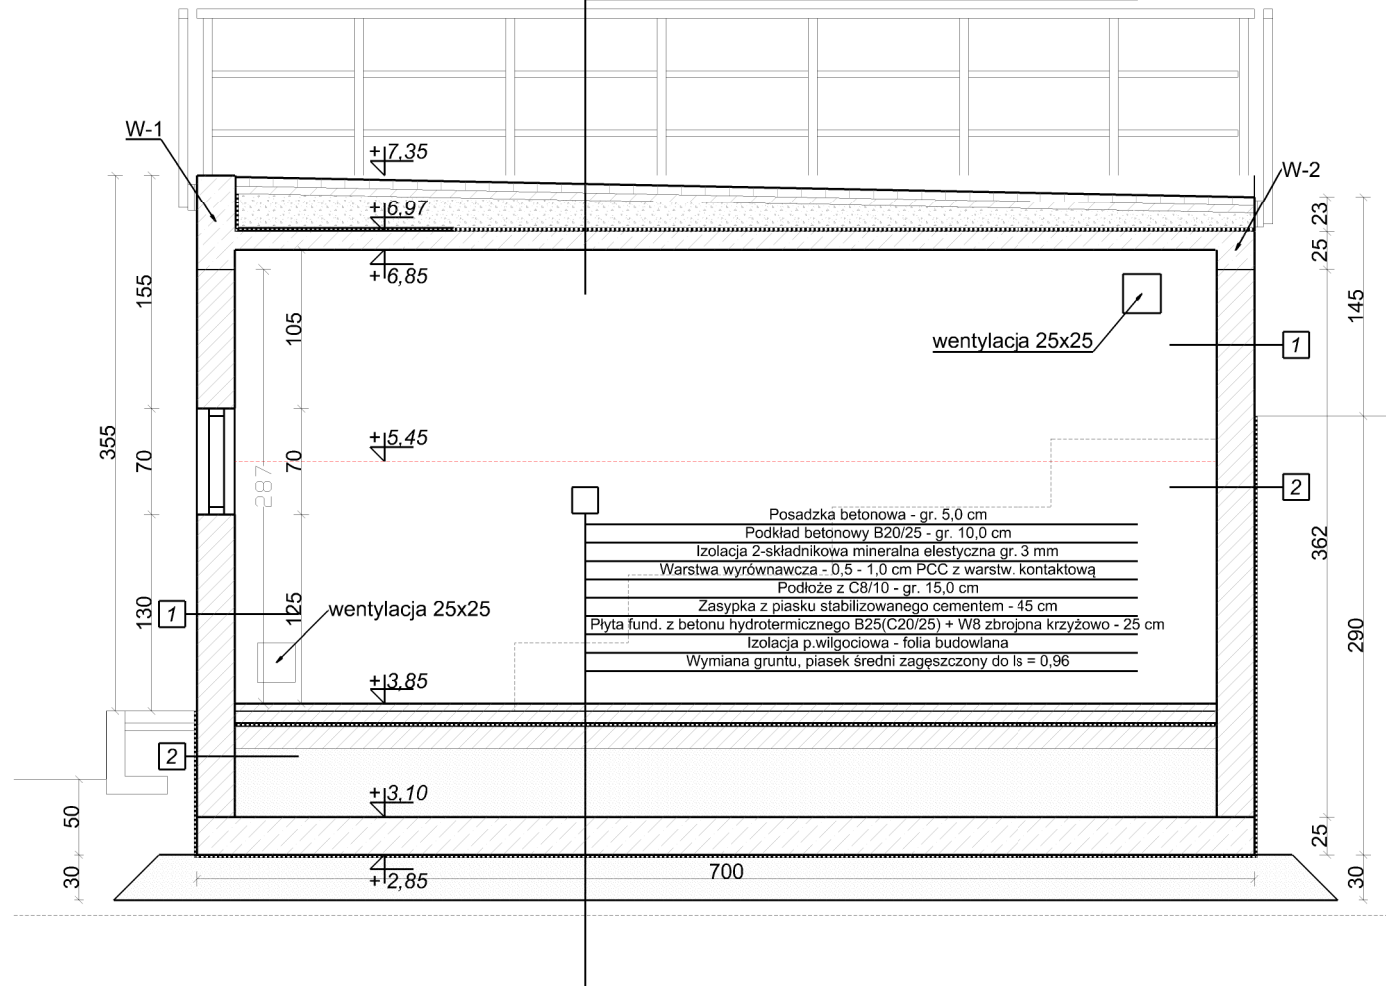 W-1
+7,35
W-2
+6,97
23
25
+6,85
155
105
145
wentylacja 25x25
1
355
70
287
70
+5,45
2
Posadzka betonowa - gr. 5,0 cm
Podkład betonowy B20/25 - gr. 10,0 cm
Izolacja 2-składnikowa mineralna elastyczna gr. 3 mm
Warstwa wyrównawcza - 0,5 - 1,0 cm PCC z warstw. kontaktową
Podłoże z C8/10 - gr. 15,0 cm
Zasypka z piasku stabilizowanego cementem - 45 cm
Płyta fund. z betonu hydrotermicznego B25(C20/25) + W8 zbrojona krzyżowo - 25 cm
Izolacja p.wilgociowa - folia budowlana
Wymiana gruntu, piasek średni zagęszczony do Is = 0,96
362
130
1
125
wentylacja 25x25
290
+3,85
2
+3,10
50
25
30
+2,85
700
30